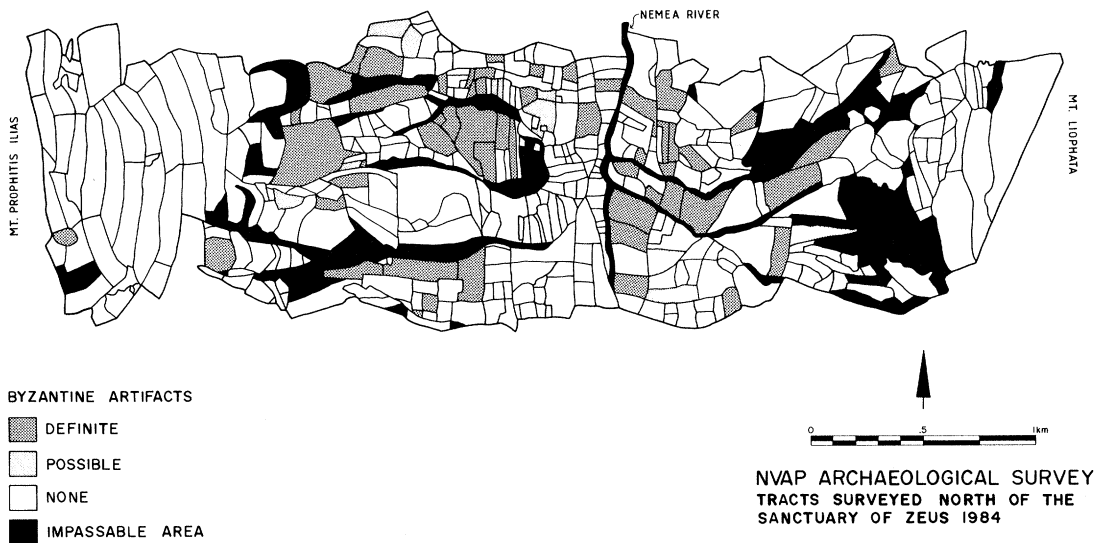 NEMEA RIVER
MT. PROPHITIS ILIAS
MT. LIOPHATA
BYZANTINE ARTIFACTS
DEFINITE
POSSIBLE
NONE
IMPASSABLE AREA
0 .5 1km
NVAP ARCHAEOLOGICAL SURVEY
TRACTS SURVEYED NORTH OF THE
SANCTUARY OF ZEUS 1984